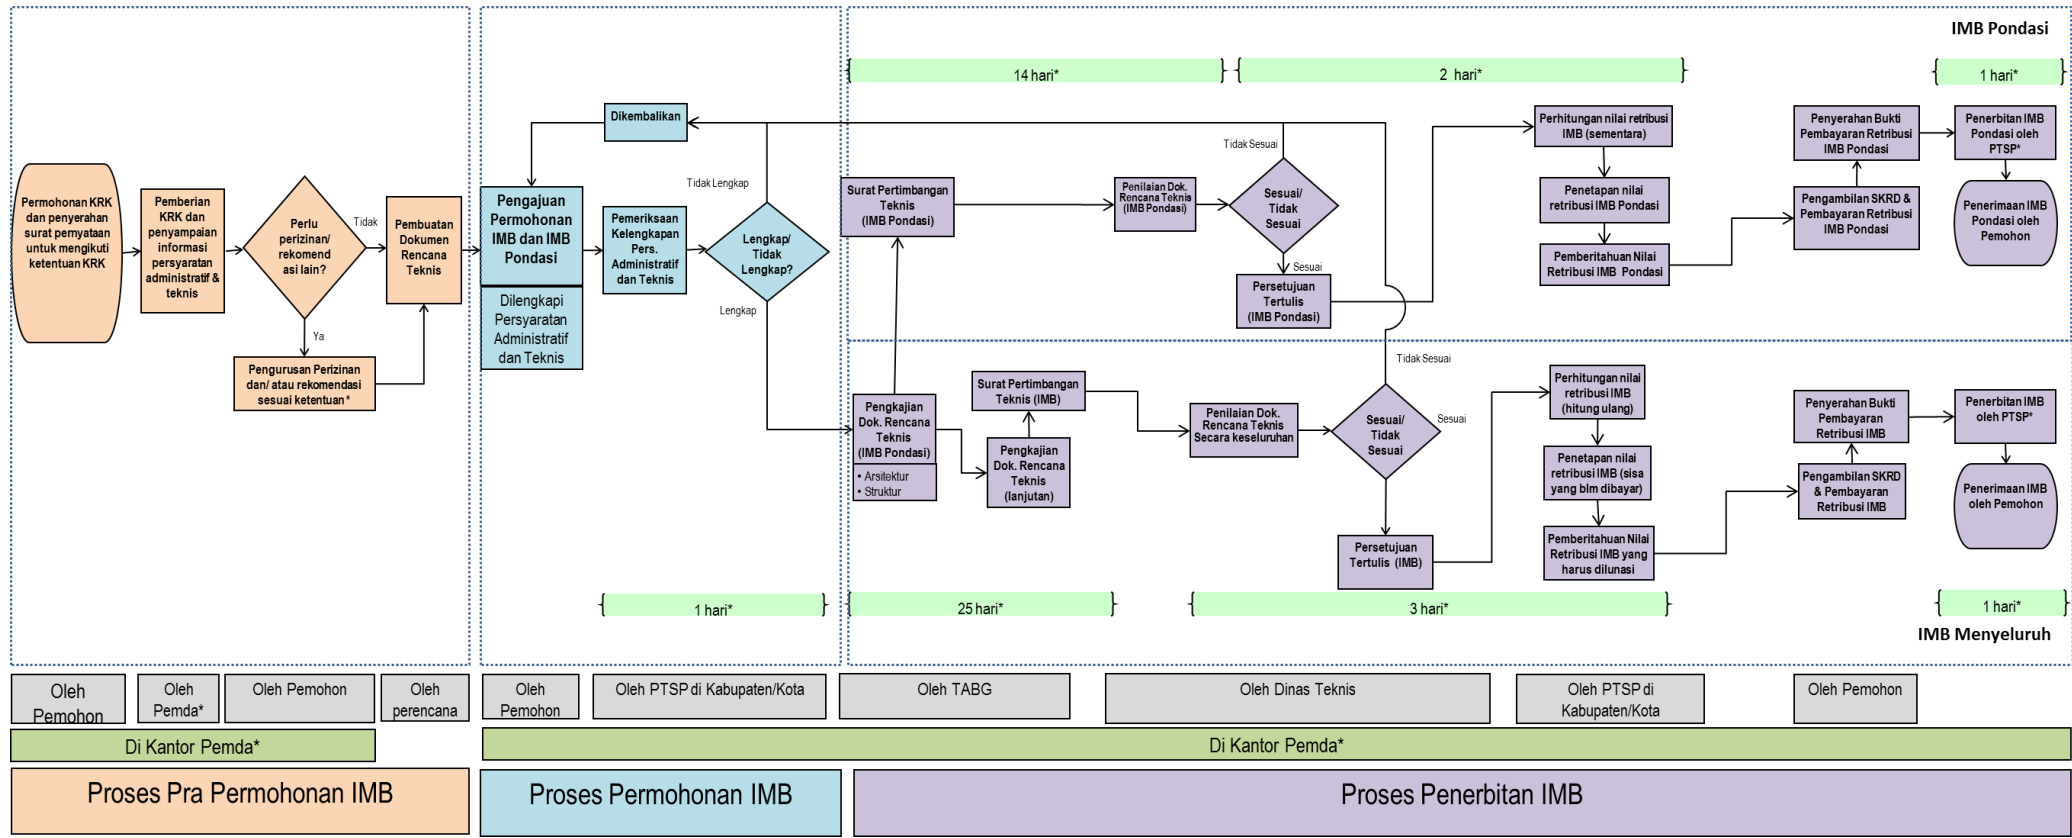 IMB Pondasi
14 hari*
2 hari*
1 hari*
Permohonan KRK
dan penyerahan
surat pernyataan
untuk mengikuti
ketentuan KRK
Pemberian
KRK dan
penyampaian
informasi
persyaratan
administratif &
teknis
Perlu
perizinan/
rekomend
asi lain?
Tidak
Ya
Pengurusan Perizinan
dan/ atau rekomendasi
sesuai ketentuan*
Pembuatan
Dokumen
Rencana
Teknis
Dikembalikan
Pengajuan
Permohonan
IMB dan IMB
Pondasi
Dilengkapi
Persyaratan
Administratif
dan Teknis
Pemeriksaan
Kelengkapan
Pers.
Administratif
dan Teknis
Tidak Lengkap
Lengkap/
Tidak
Lengkap?
Lengkap
Surat Pertimbangan
Teknis
(IMB Pondasi)
Penilaian Dok.
Rencana Teknis
(IMB Pondasi)
Tidak Sesuai
Sesuai/
Tidak
Sesuai
Sesuai
Persetujuan
Tertulis
(IMB Pondasi)
Perhitungan nilai retribusi
IMB (sementara)
Penetapan nilai
retribusi IMB Pondasi
Pemberitahuan Nilai
Retribusi IMB Pondasi
Penyerahan Bukti
Pembayaran Retribusi
IMB Pondasi
Pengambilan SKRD &
Pembayaran Retribusi
IMB Pondasi
Penerbitan IMB
Pondasi oleh
PTSP*
Penerimaan IMB
Pondasi oleh
Pemohon
Pengkajian
Dok. Rencana
Teknis
(IMB Pondasi)
• Arsitektur
• Struktur
Surat Pertimbangan
Teknis (IMB)
Pengkajian
Dok. Rencana
Teknis
(lanjutan)
Penilaian Dok.
Rencana Teknis
Secara keseluruhan
Tidak Sesuai
Sesuai/
Tidak
Sesuai
Sesuai
Persetujuan
Tertulis (IMB)
Perhitungan nilai
retribusi IMB
(hitung ulang)
Penetapan nilai
retribusi IMB (sisa
yang blm dibayar)
Pemberitahuan Nilai
Retribusi IMB yang
harus dilunasi
Penyerahan Bukti
Pembayaran
Retribusi IMB
Pengambilan SKRD
& Pembayaran
Retribusi IMB
Penerbitan IMB
oleh PTSP*
Penerimaan IMB
oleh Pemohon
1 hari*
25 hari*
3 hari*
1 hari*
IMB Menyeluruh
Oleh
Pemohon
Oleh
Pemda*
Oleh Pemohon
Oleh
perencana
Oleh
Pemohon
Oleh PTSP di Kabupaten/Kota
Oleh TABG
Oleh Dinas Teknis
Oleh PTSP di
Kabupaten/Kota
Oleh Pemohon
Di Kantor Pemda*
Di Kantor Pemda*
Proses Pra Permohonan IMB
Proses Permohonan IMB
Proses Penerbitan IMB